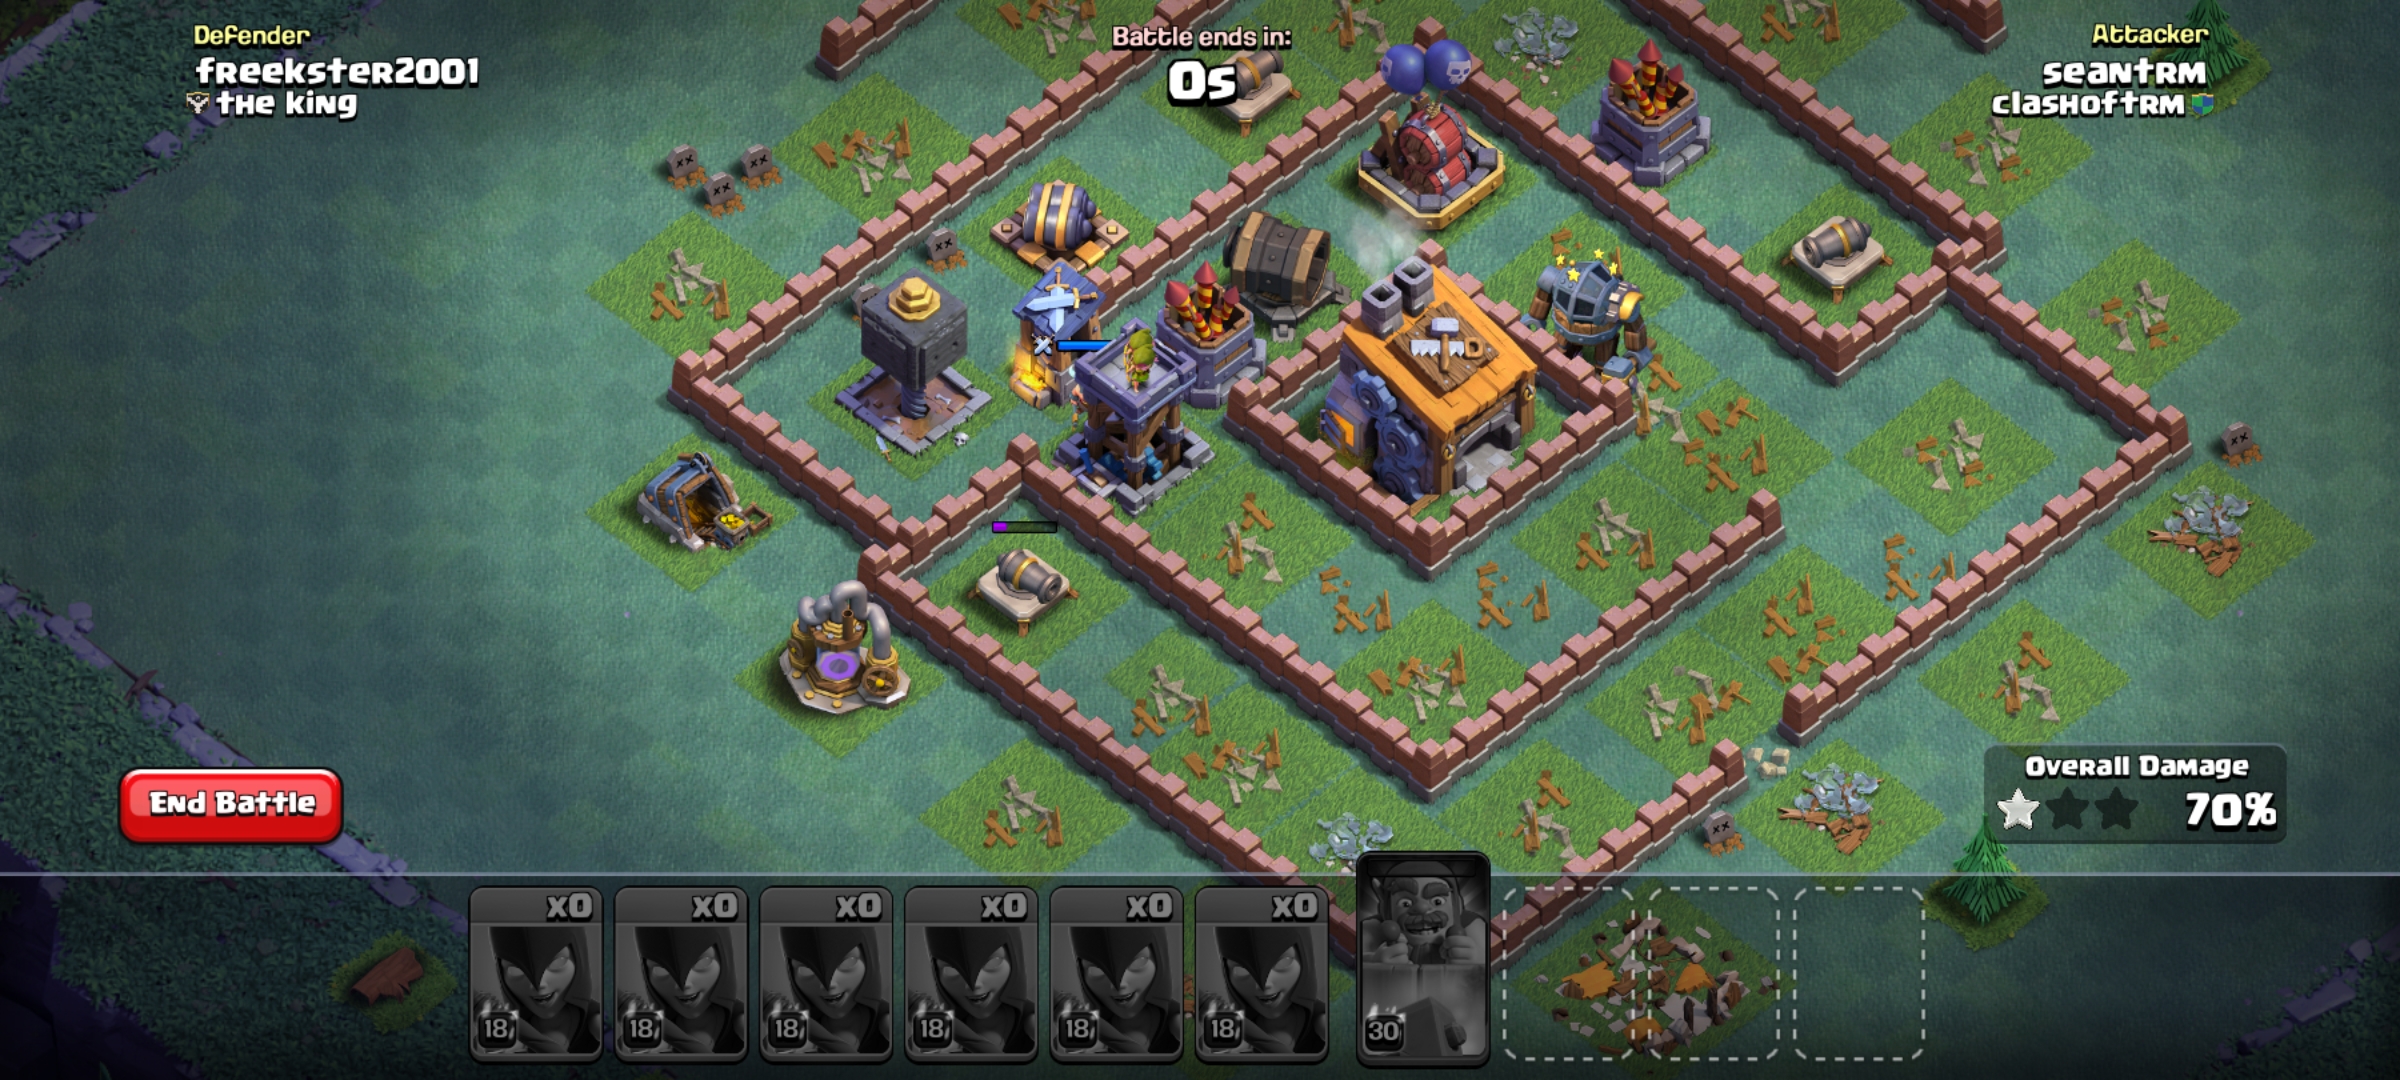 Defender
freekster2001
the king
Battle ends in:
0s
Attacker
seantRM
clashoftRM
End Battle
Overall Damage
70%
x0
x0
x0
x0
x0
x0
18
18
18
18
18
18
30